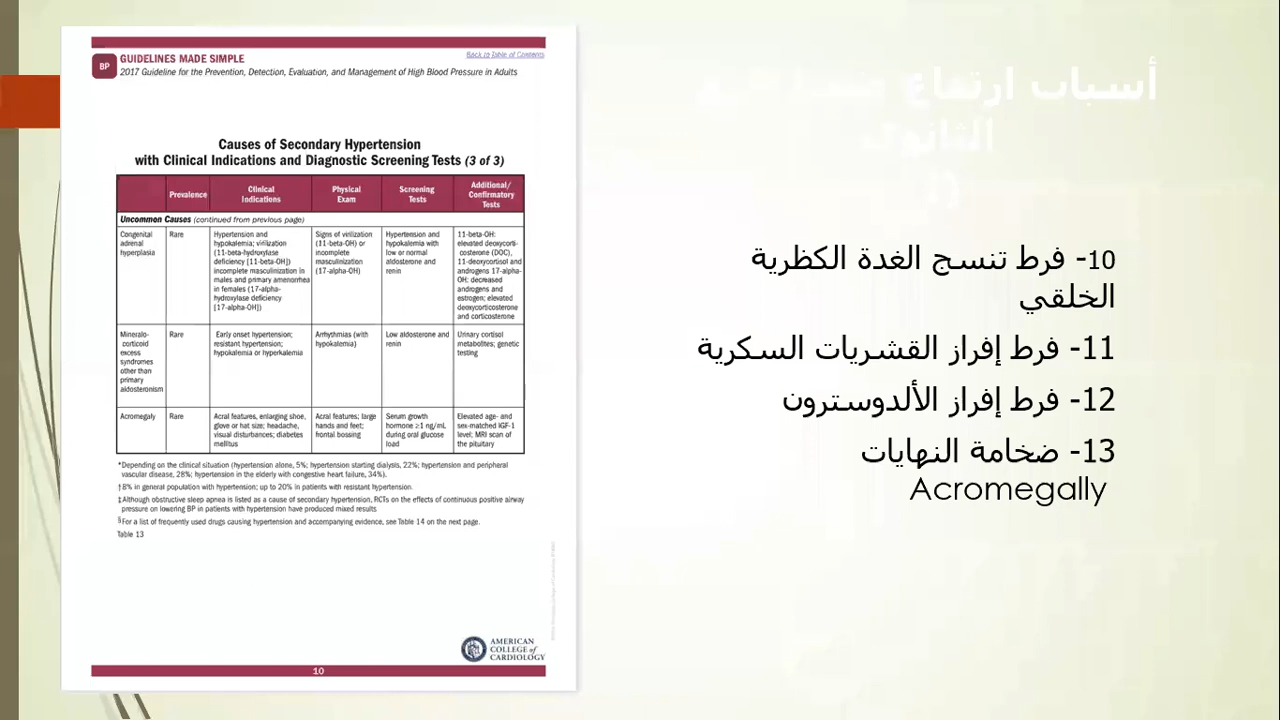 GUIDELINES MADE SIMPLE
Back to Table of Contents
BP
2017 Guideline for the Prevention, Detection, Evaluation, and Management of High Blood Pressure in Adults
Causes of Secondary Hypertension
with Clinical Indications and Diagnostic Screening Tests (3 of 3)
Prevalence
Clinical
Indications
Physical
Exam
Screening
Tests
Additional/
Confirmatory
Tests
Uncommon Causes (continued from previous page)
Congenital
adrenal
hyperplasia
Rare
Hypertension and
hypokalemia; virilization
(11-beta-hydroxylase
deficiency [11-beta-OH])
incomplete masculinization in
males and primary amenorrhea
in females (17-alpha-
hydroxylase deficiency
[17-alpha-OH])
Signs of virilization
(11-beta-OH) or
incomplete
masculinization
(17-alpha-OH)
Hypertension and
hypokalemia with
low or normal
aldosterone and
renin
11-beta-OH:
elevated deoxycorti-
costerone (DOC),
11-deoxycortisol and
androgens 17-alpha-
OH; decreased
androgens and
estrogen; elevated
deoxycorticosterone
and corticosterone
Mineralo-
corticoid
excess
syndromes
other than
primary
aldosteronism
Rare
Early onset hypertension;
resistant hypertension;
hypokalemia or hyperkalemia
Arrhythmias (with
hypokalemia)
Low aldosterone and
renin
Urinary cortisol
metabolites; genetic
testing
Acromegaly
Rare
Acral features, enlarging shoe,
glove or hat size; headache,
visual disturbances; diabetes
mellitus
Acral features; large
hands and feet;
frontal bossing
Serum growth
hormone ≥1 ng/mL
during oral glucose
load
Elevated age- and
sex-matched IGF-1
level; MRI scan of
the pituitary
*Depending on the clinical situation (hypertension alone, 5%; hypertension starting dialysis, 22%; hypertension and peripheral
vascular disease, 28%; hypertension in the elderly with congestive heart failure, 34%).
†8% in general population with hypertension; up to 20% in patients with resistant hypertension.
‡Although obstructive sleep apnea is listed as a cause of secondary hypertension, RCTs on the effects of continuous positive airway
pressure on lowering BP in patients with hypertension have produced mixed results
§For a list of frequently used drugs causing hypertension and accompanying evidence, see Table 14 on the next page.
Table 13
AMERICAN
COLLEGE of
CARDIOLOGY
10
أسباب ارتفاع
الثانوي
10- فرط تنسج الغدة الكظرية
الخلقي
11- فرط إفراز القشريات السكرية
12- فرط إفراز الألدوسترون
13- ضخامة النهايات
Acromegally